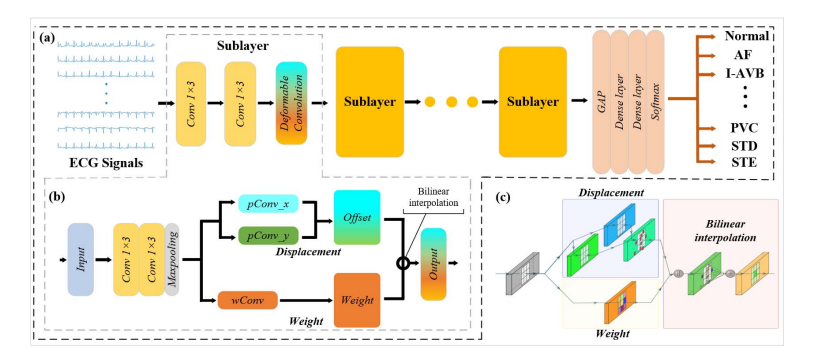 (a)
Sublayer
ECG Signals
Conv 1×3
Conv 1×3
Deformable
Convolution
Sublayer
Sublayer
GAP
Dense layer
Dense layer
Softmax
Normal
AF
I-AVB
PVC
STD
STE
(b)
Input
Conv 1×3
Conv 1×3
Maxpooling
pConv_x
pConv_y
Displacement
Offset
wConv
Weight
Weight
Bilinear
interpolation
Output
(c)
Displacement
Bilinear
interpolation
Weight